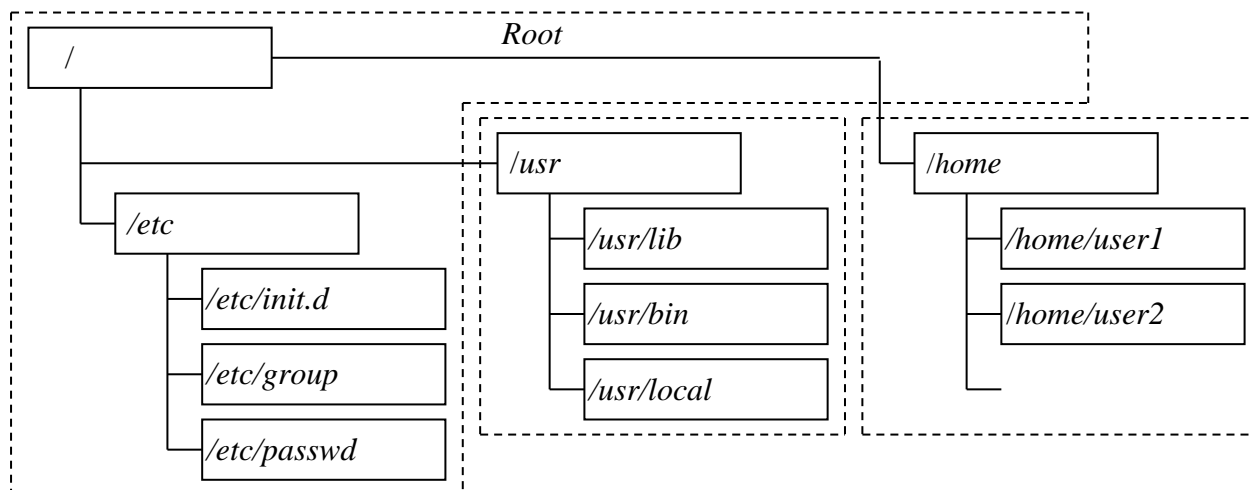 Root
/
/usr
/home
/etc
/usr/lib
/home/user1
/etc/init.d
/usr/bin
/home/user2
/etc/group
/usr/local
/etc/passwd